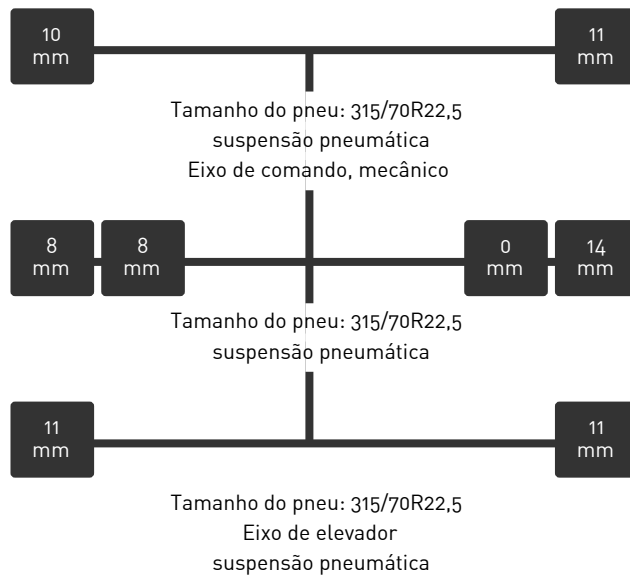 10
mm
11
mm
Tamanho do pneu: 315/70R22,5
suspensão pneumática
Eixo de comando, mecânico
8
mm
8
mm
0
mm
14
mm
Tamanho do pneu: 315/70R22,5
suspensão pneumática
11
mm
11
mm
Tamanho do pneu: 315/70R22,5
Eixo de elevador
suspensão pneumática